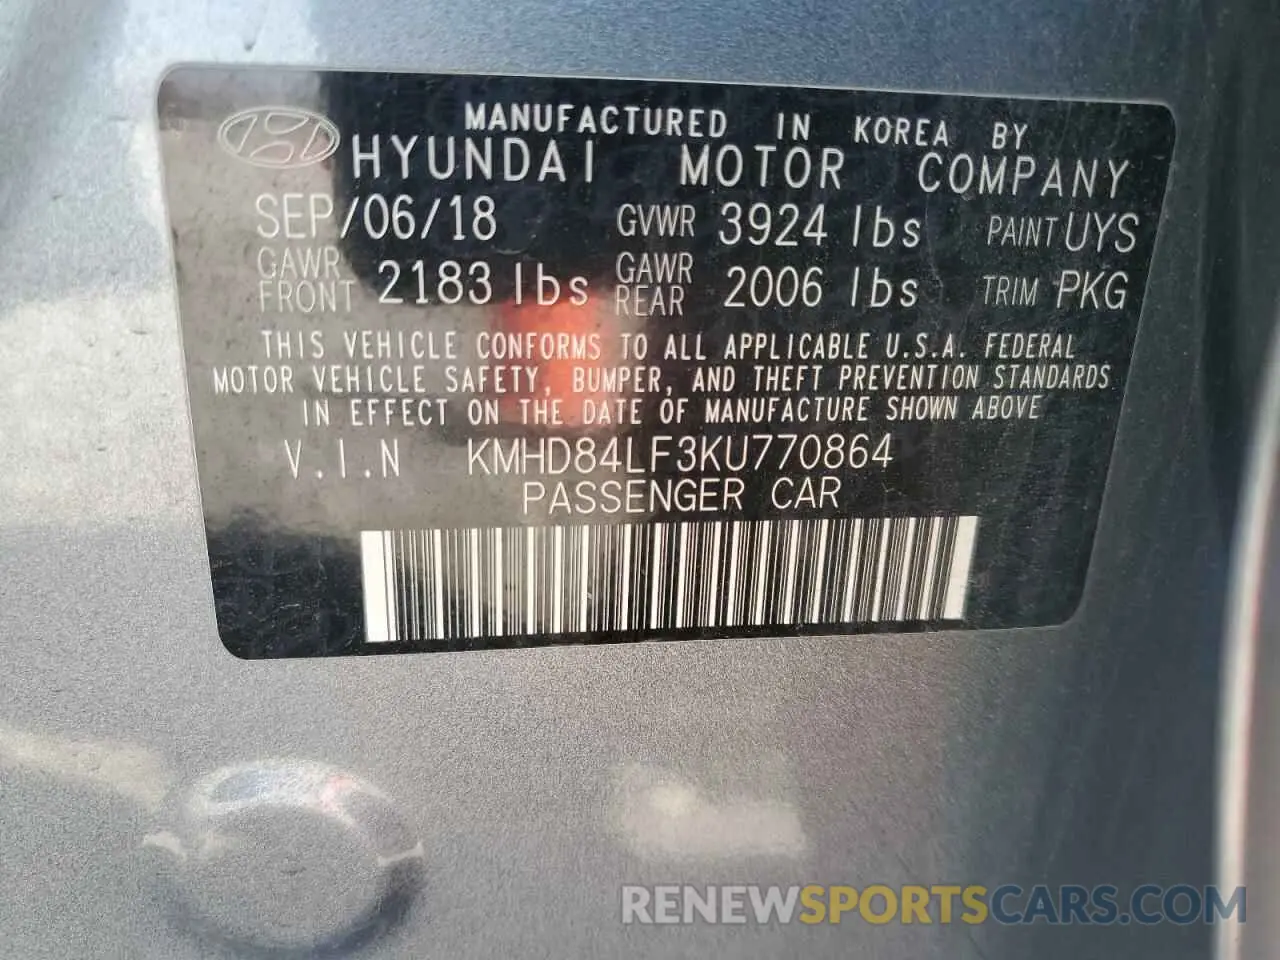 MANUFACTURED IN KOREA BY
HYUNDAI MOTOR COMPANY
SEP/06/18 GVWR 3924 lbs PAINT UYS
GAWR FRONT 2183 lbs GAWR REAR 2006 lbs TRIM PKG
THIS VEHICLE CONFORMS TO ALL APPLICABLE U.S.A. FEDERAL
MOTOR VEHICLE SAFETY, BUMPER, AND THEFT PREVENTION STANDARDS
IN EFFECT ON THE DATE OF MANUFACTURE SHOWN ABOVE
V.I.N KMHD84LF3KU770864
PASSENGER CAR
RENEWSPORTSCARS.COM